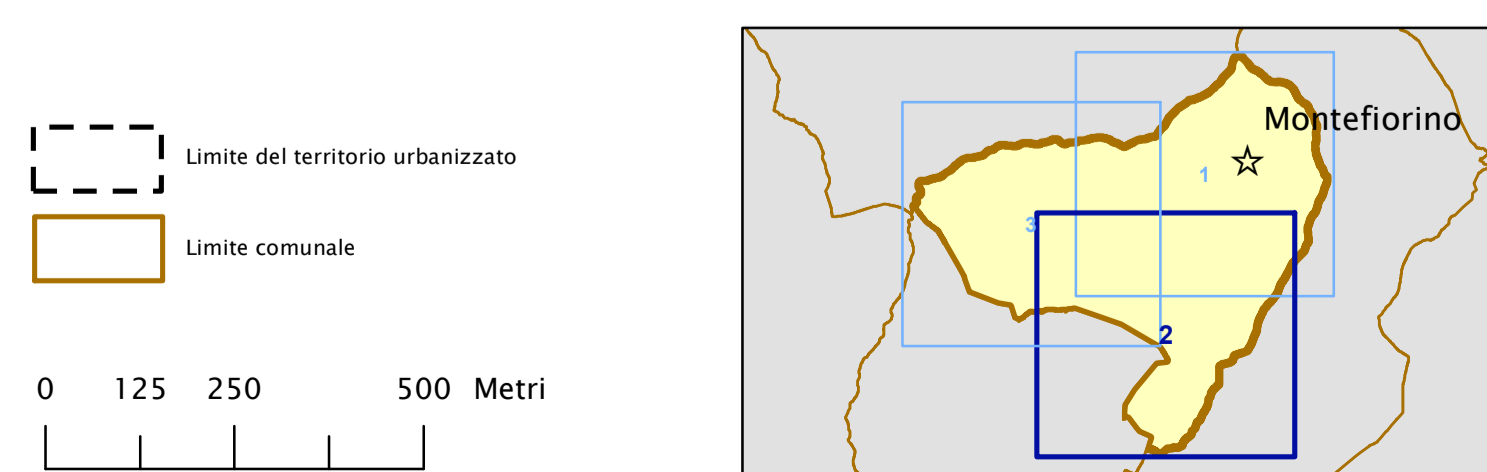 Limite del territorio urbanizzato
Limite comunale
0 125 250 500 Metri
Montefiorino
1
3
2